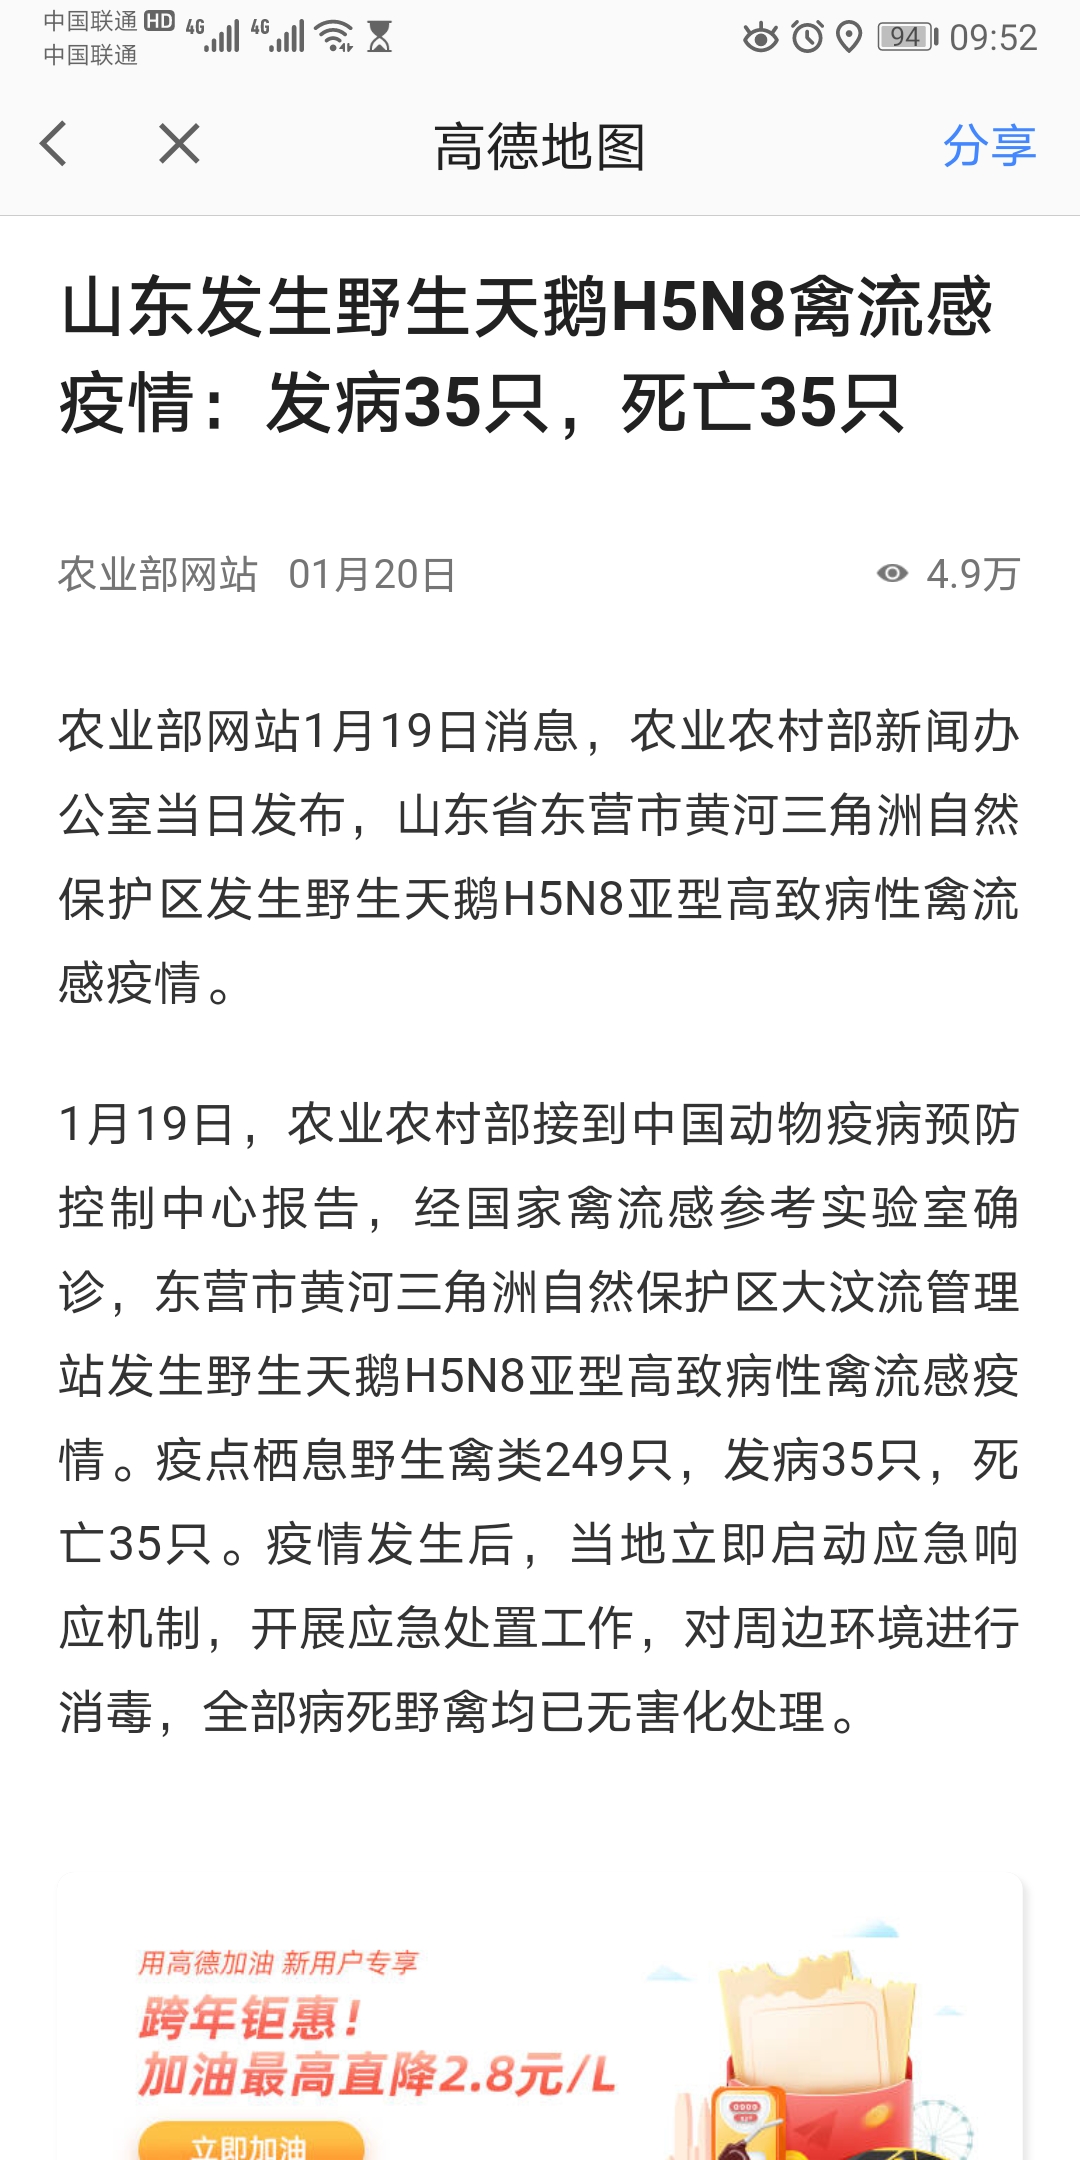 中国联通 HD 4G 4G 94 09:52
中国联通
高德地图 分享
山东发生野生天鹅H5N8禽流感
疫情：发病35只，死亡35只
农业部网站 01月20日 4.9万
农业部网站1月19日消息，农业农村部新闻办
公室当日发布，山东省东营市黄河三角洲自然
保护区发生野生天鹅H5N8亚型高致病性禽流
感疫情。
1月19日，农业农村部接到中国动物疫病预防
控制中心报告，经国家禽流感参考实验室确
诊，东营市黄河三角洲自然保护区大汶流管理
站发生野生天鹅H5N8亚型高致病性禽流感疫
情。疫点栖息野生禽类249只，发病35只，死
亡35只。疫情发生后，当地立即启动应急响
应机制，开展应急处置工作，对周边环境进行
消毒，全部病死野禽均已无害化处理。
用高德加油 新用户专享
跨年钜惠！
加油最高直降2.8元/L
立即加油